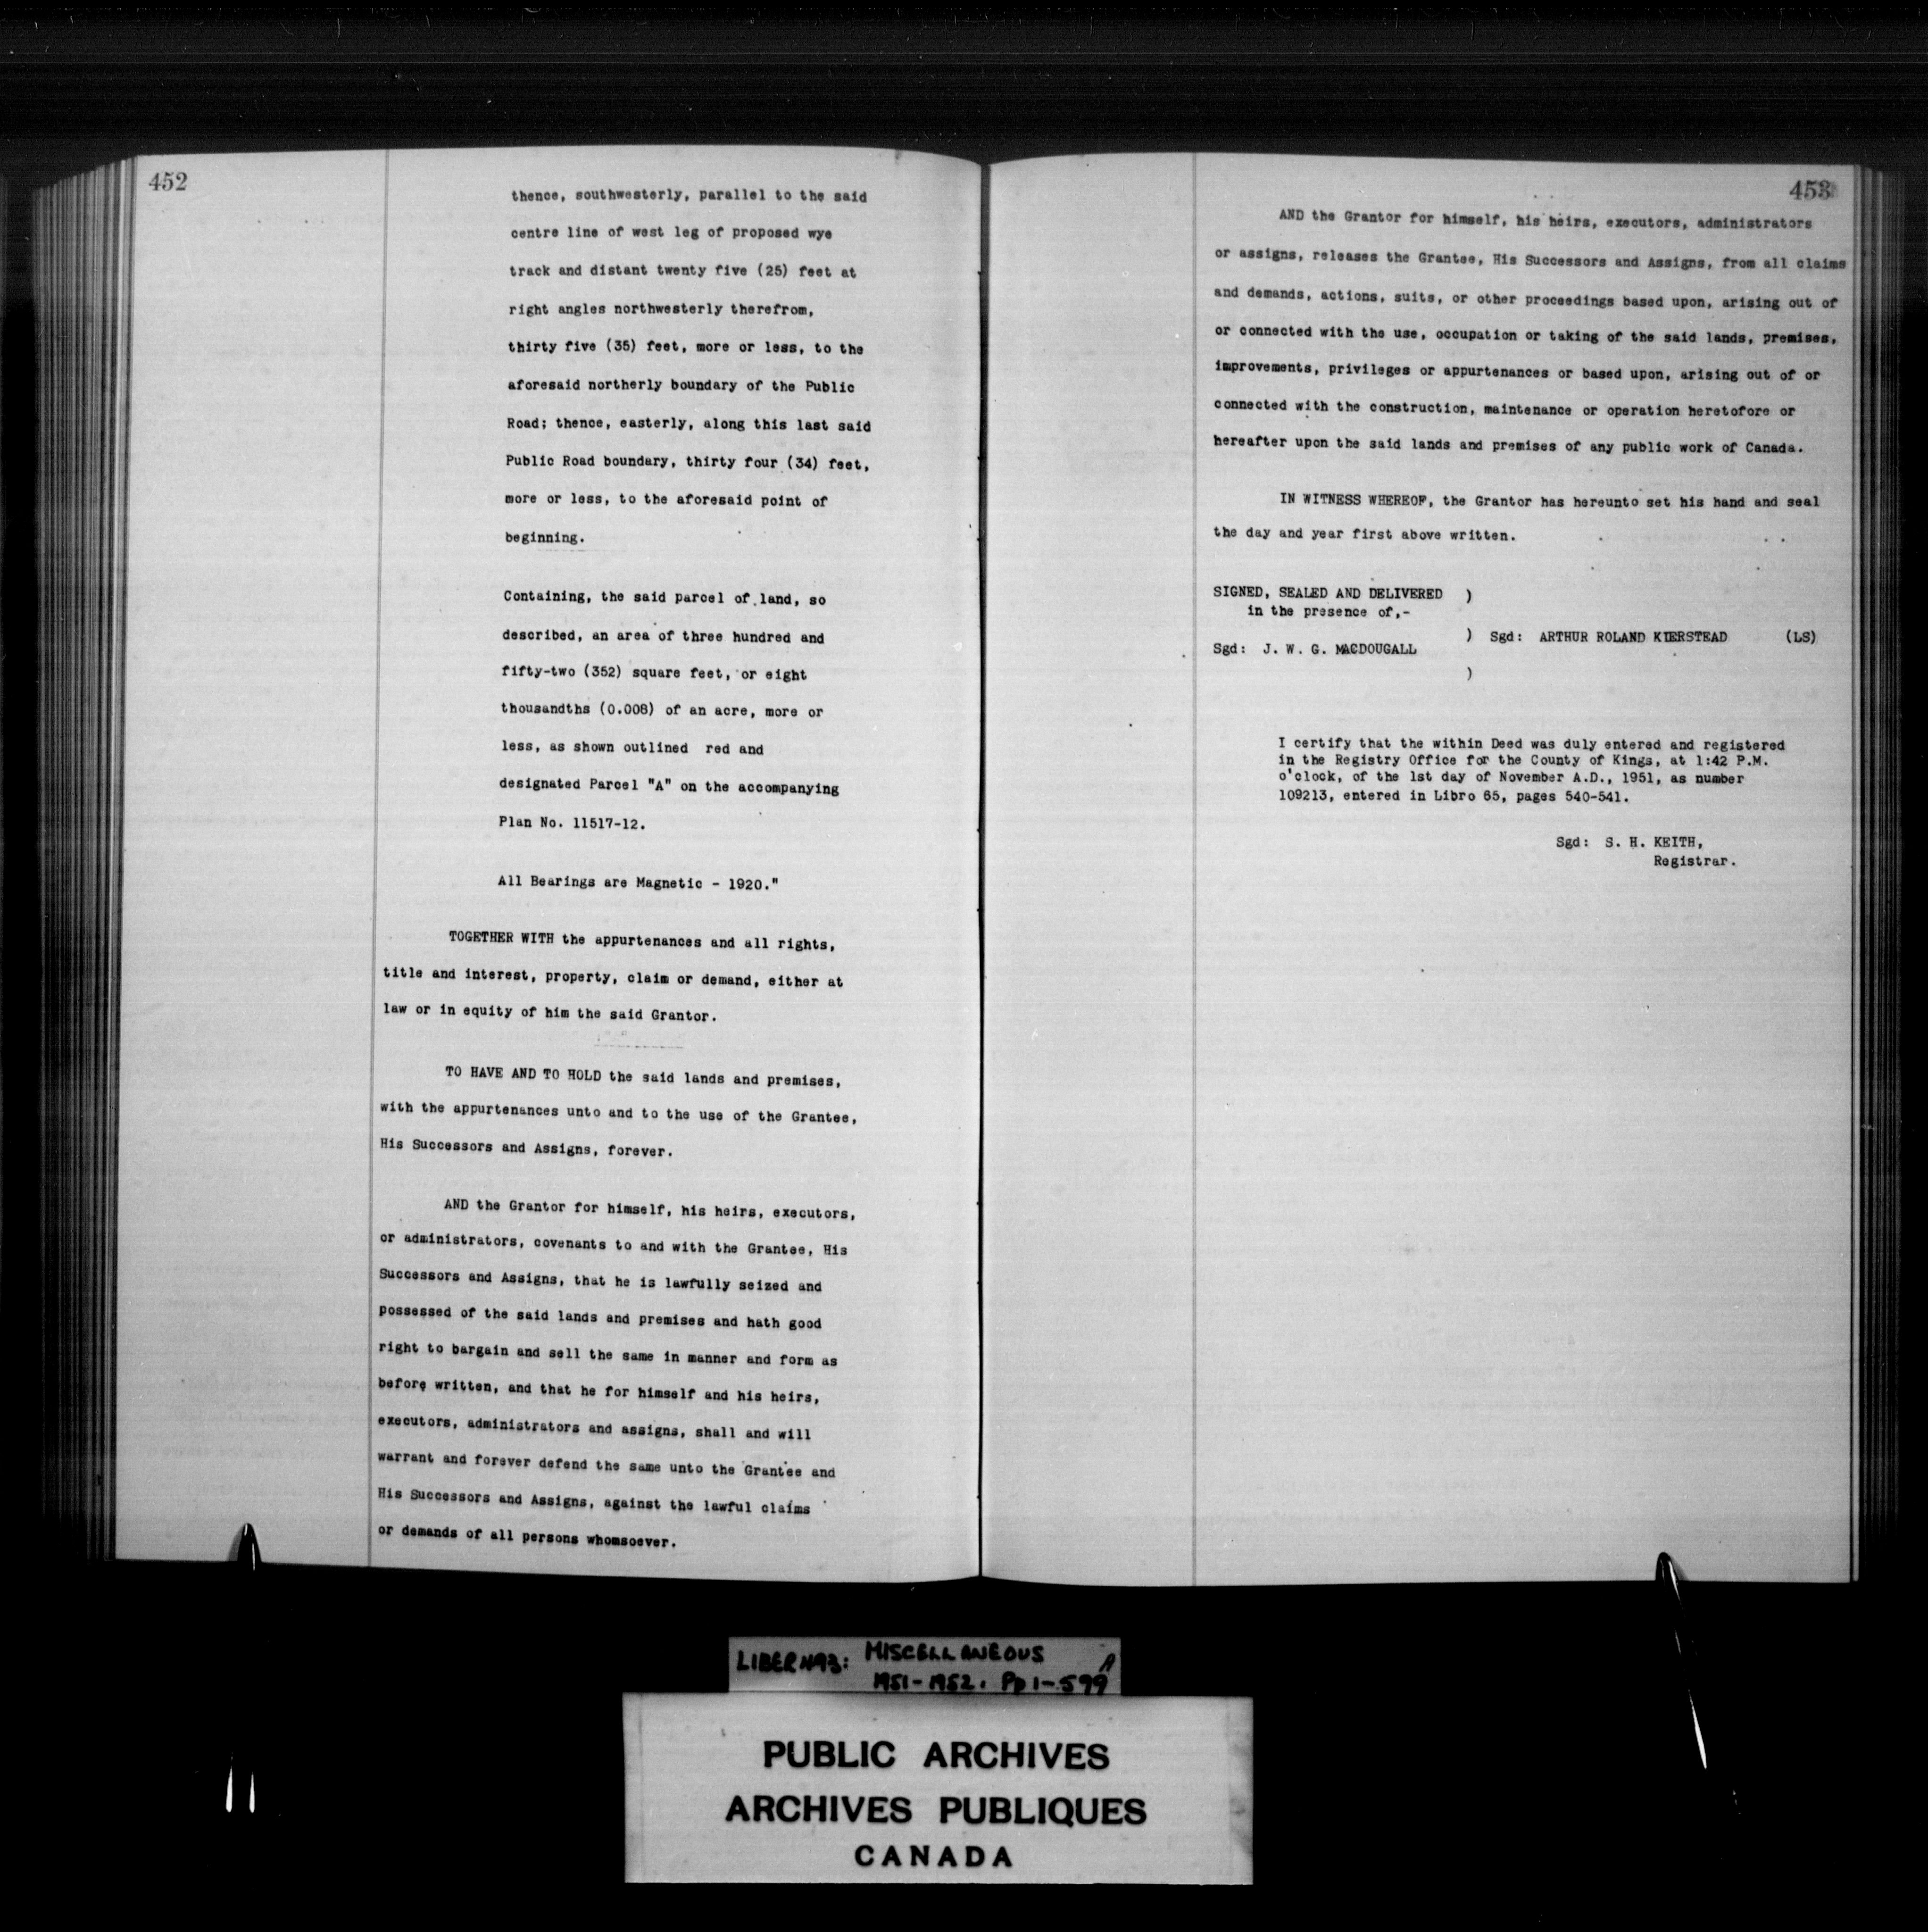 452
thence, southwesterly, parallel to the said
centre line of west leg of proposed wye
track and distant twenty five (25) feet at
right angles northwesterly therefrom,
thirty five (35) feet, more or less, to the
aforesaid northerly boundary of the Public
Road; thence, easterly, along this last said
Public Road boundary, thirty four (34) feet,
more or less, to the aforesaid point of
beginning.
Containing, the said parcel of land, so
described, an area of three hundred and
fifty-two (352) square feet, or eight
thousandths (0.008) of an acre, more or
less, as shown outlined red and
designated Parcel "A" on the accompanying
Plan No. 11517-12.
All Bearings are Magnetic - 1920."
TOGETHER WITH the appurtenances and all rights,
title and interest, property, claim or demand, either at
law or in equity of him the said Grantor.
TO HAVE AND TO HOLD the said lands and premises,
with the appurtenances unto and to the use of the Grantee,
His Successors and Assigns, forever.
AND the Grantor for himself, his heirs, executors,
or administrators, covenants to and with the Grantee, His
Successors and Assigns, that he is lawfully seized and
possessed of the said lands and premises and hath good
right to bargain and sell the same in manner and form as
before written, and that he for himself and his heirs,
executors, administrators and assigns, shall and will
warrant and forever defend the same unto the Grantee and
His Successors and Assigns, against the lawful claims
or demands of all persons whomsoever.
453
AND the Grantor for himself, his heirs, executors, administrators
or assigns, releases the Grantee, His Successors and Assigns, from all claims
and demands, actions, suits, or other proceedings based upon, arising out of
or connected with the use, occupation or taking of the said lands, premises,
improvements, privileges or appurtenances or based upon, arising out of or
connected with the construction, maintenance or operation heretofore or
hereafter upon the said lands and premises of any public work of Canada.
IN WITNESS WHEREOF, the Grantor has hereunto set his hand and seal
the day and year first above written.
SIGNED, SEALED AND DELIVERED )
in the presence of,-
) Sgd: ARTHUR ROLAND KIERSTEAD (LS)
Sgd: J. W. G. MACDOUGALL
)
I certify that the within Deed was duly entered and registered
in the Registry Office for the County of Kings, at 1:42 P.M.
o'clock, of the 1st day of November A.D., 1951, as number
109213, entered in Libro 65, pages 540-541.
Sgd: S. H. KEITH,
Registrar.
LIBER 1193: MISCELLANEOUS
1951-1952. Pp 1-599A
PUBLIC ARCHIVES
ARCHIVES PUBLIQUES
CANADA